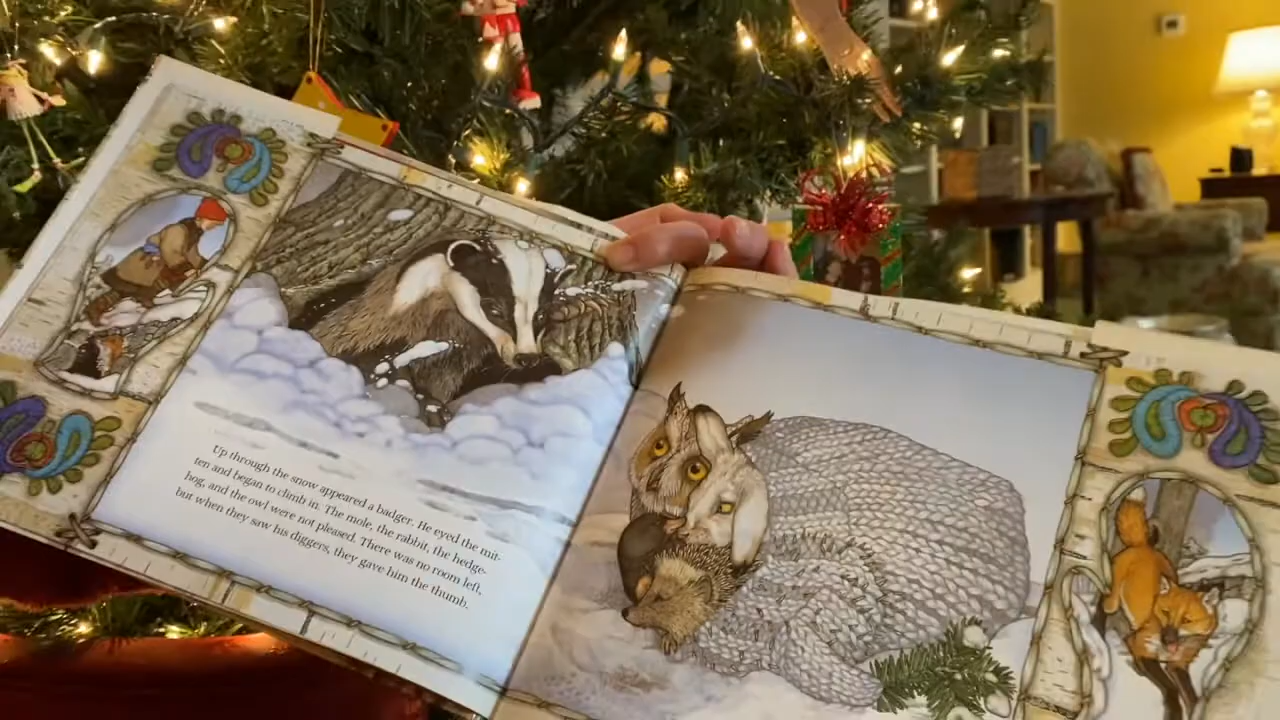 Up through the snow appeared a badger. He eyed the mit-
ten and began to climb in. The mole, the rabbit, the hedge-
hog, and the owl were not pleased. There was no room left,
but when they saw his diggers, they gave him the thumb.